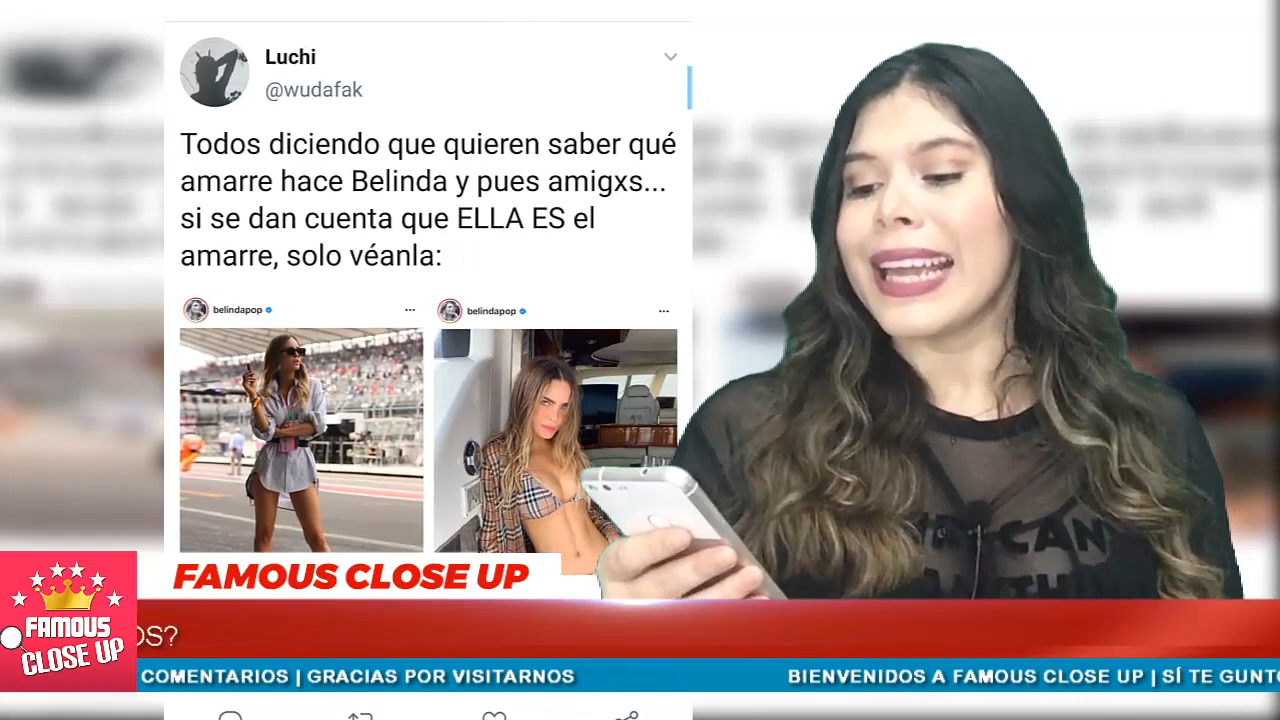 Luchi
@wudafak
Todos diciendo que quieren saber qué
amarre hace Belinda y pues amigxs...
si se dan cuenta que ELLA ES el
amarre, solo véanla:
belindapop
belindapop
FAMOUS CLOSE UP
FAMOUS
CLOSE UP
OS?
COMENTARIOS | GRACIAS POR VISITARNOS
BIENVENIDOS A FAMOUS CLOSE UP | SÍ TE GUNTO